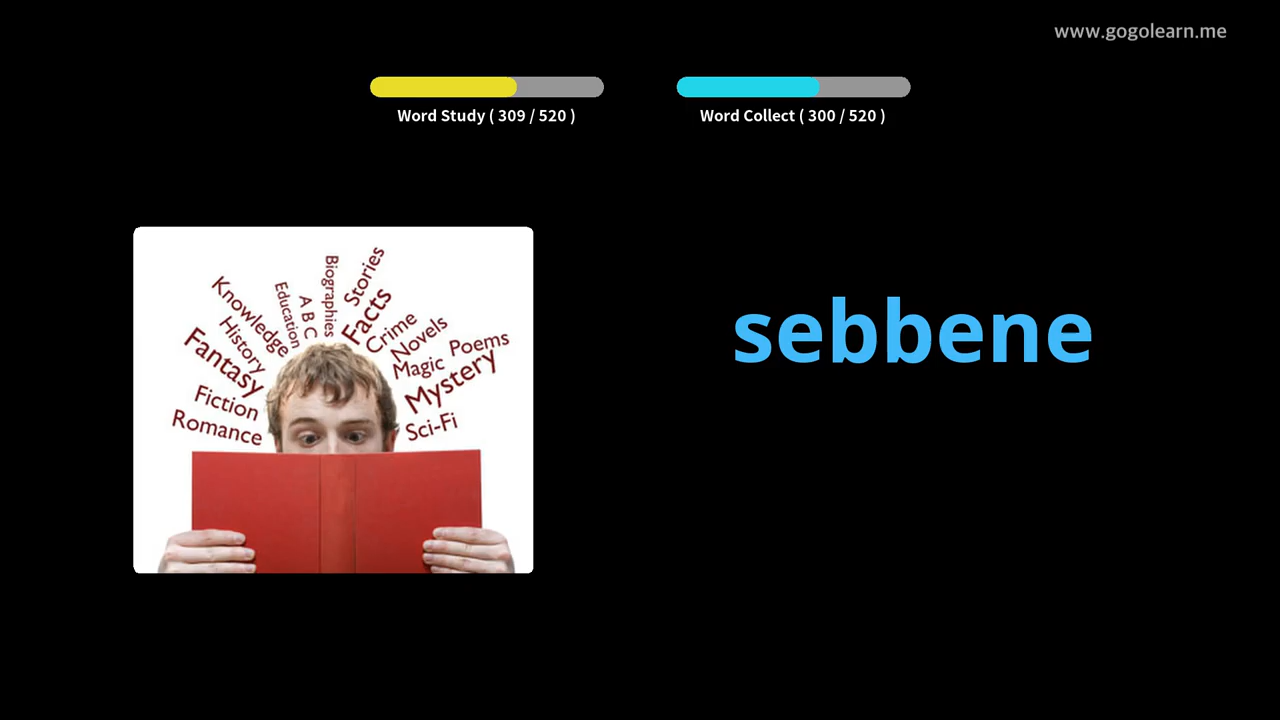 www.gogolearn.me
Word Study ( 309 / 520 )
Word Collect ( 300 / 520 )
sebbene
Romance
Fiction
Fantasy
History
Knowledge
Education
A B C
Biographies
Stories
Facts
Crime
Novels
Magic
Poems
Mystery
Sci-Fi